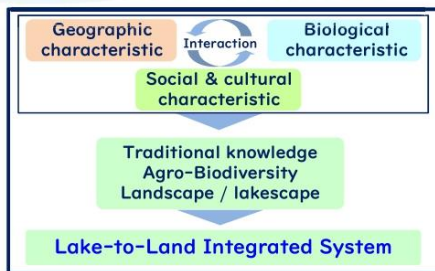 Geographic
characteristic
Interaction
Biological
characteristic
Social & cultural
characteristic
Traditional knowledge
Agro-Biodiversity
Landscape / lakescape
Lake-to-Land Integrated System